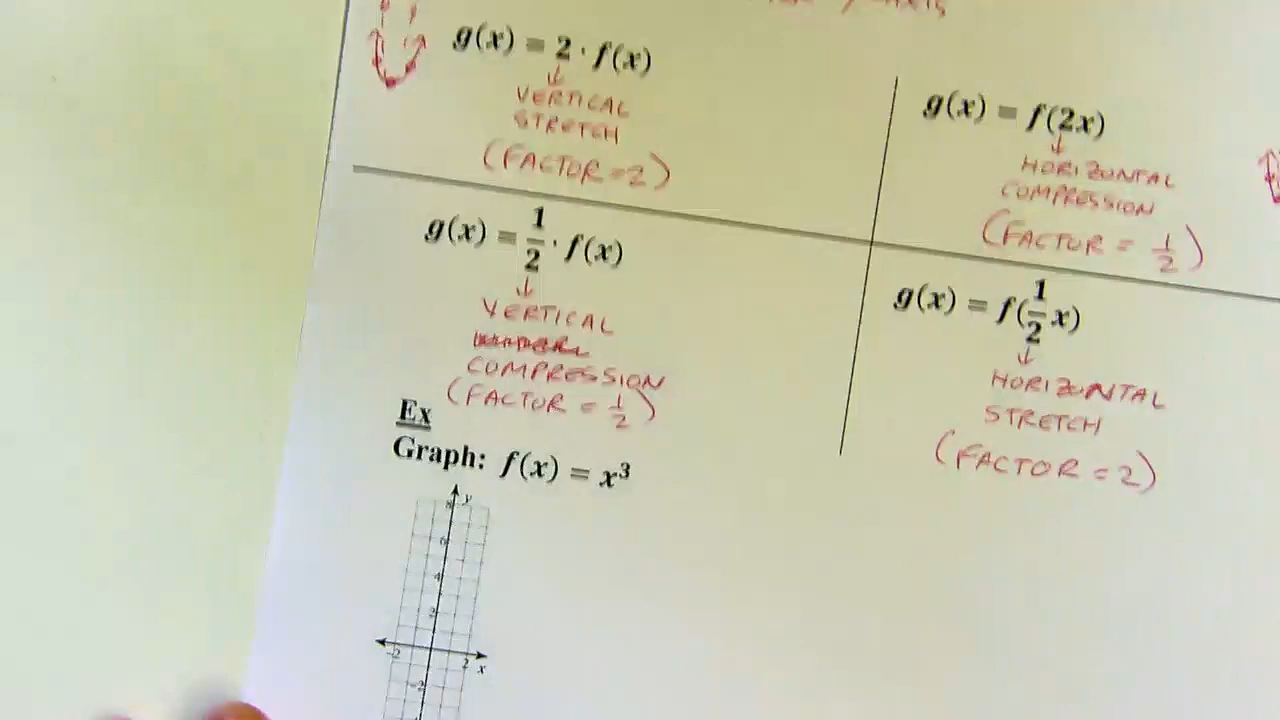 g(x) = 2 · f(x)
↓
VERTICAL
STRETCH
(FACTOR = 2)
g(x) = f(2x)
↓
HORIZONTAL
COMPRESSION
(FACTOR = 1/2)
g(x) = 1/2 · f(x)
↓
VERTICAL
COMPRESSION
(FACTOR = 1/2)
g(x) = f(1/2 x)
↓
HORIZONTAL
STRETCH
(FACTOR = 2)
Ex
Graph: f(x) = x³
y
8
6
4
2
-2 2 x
-2